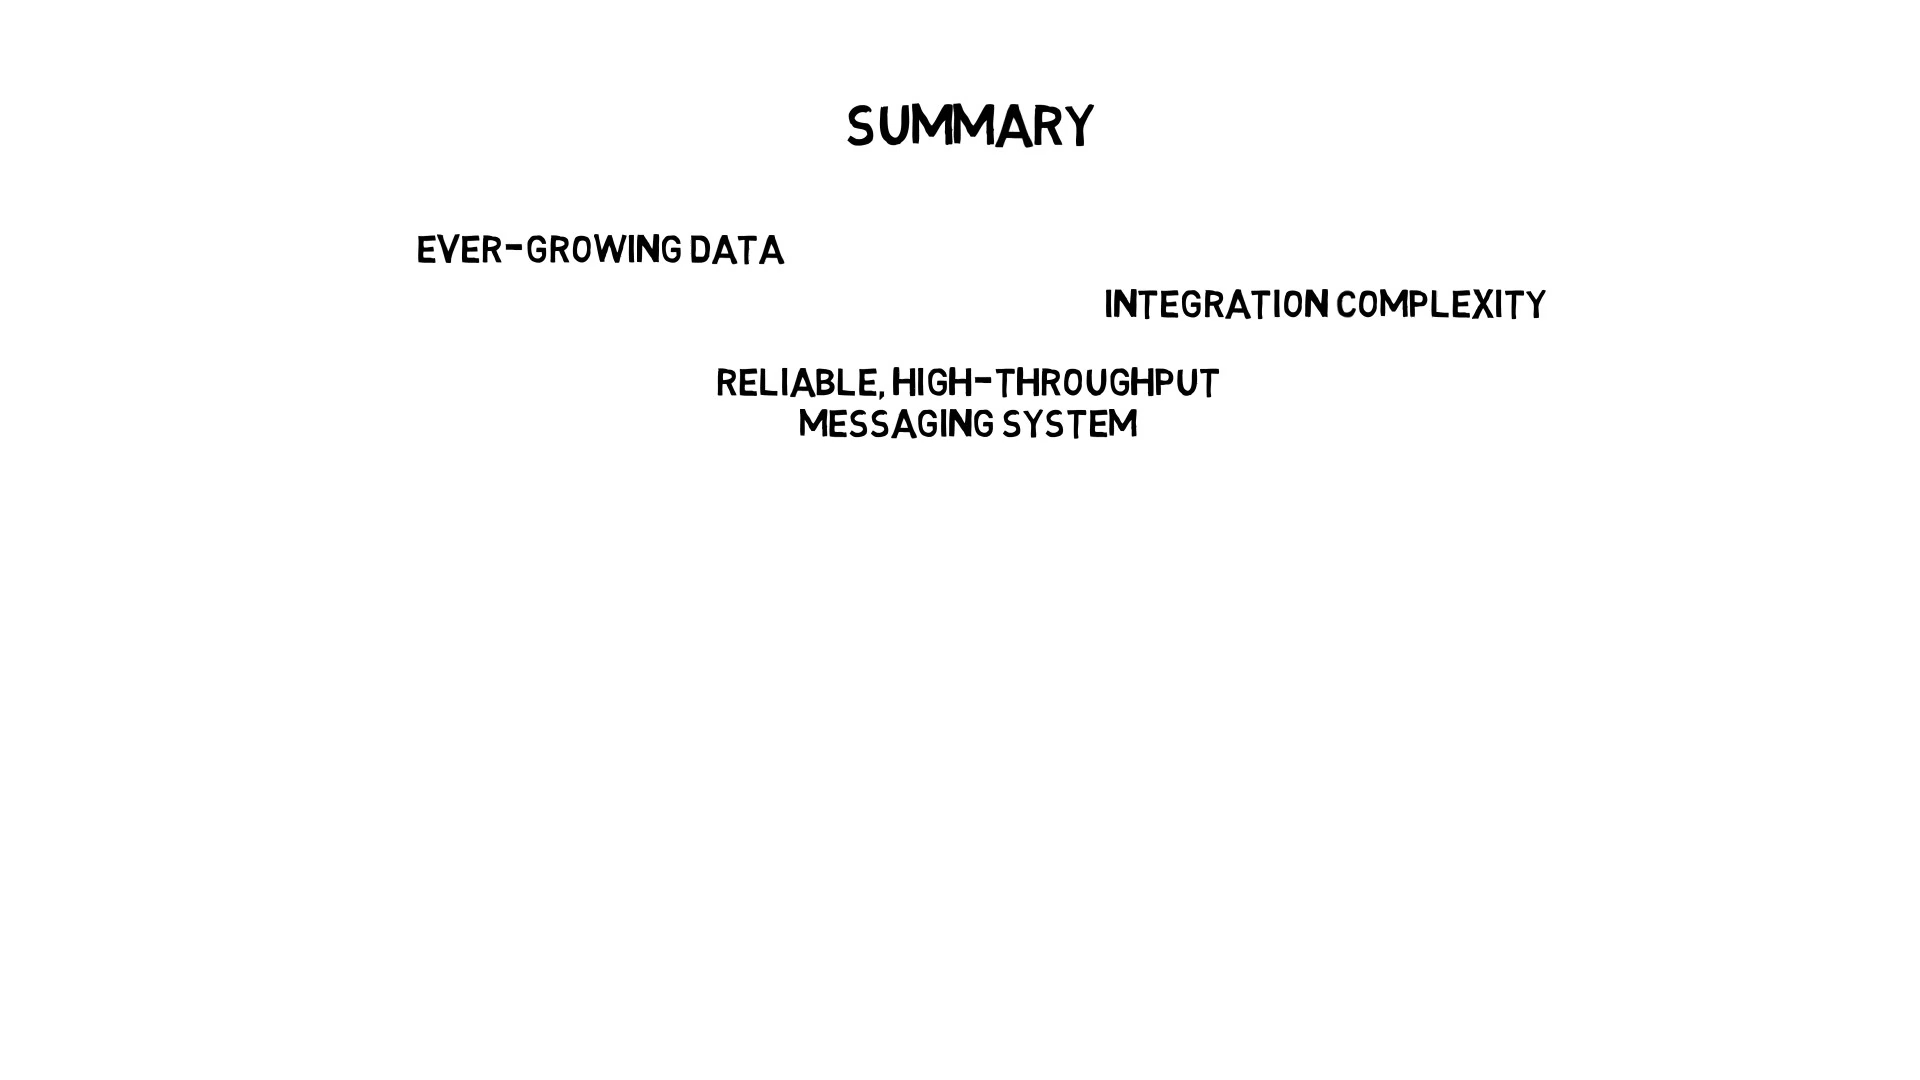 SUMMARY
EVER-GROWING DATA
INTEGRATION COMPLEXITY
RELIABLE, HIGH-THROUGHPUT
MESSAGING SYSTEM